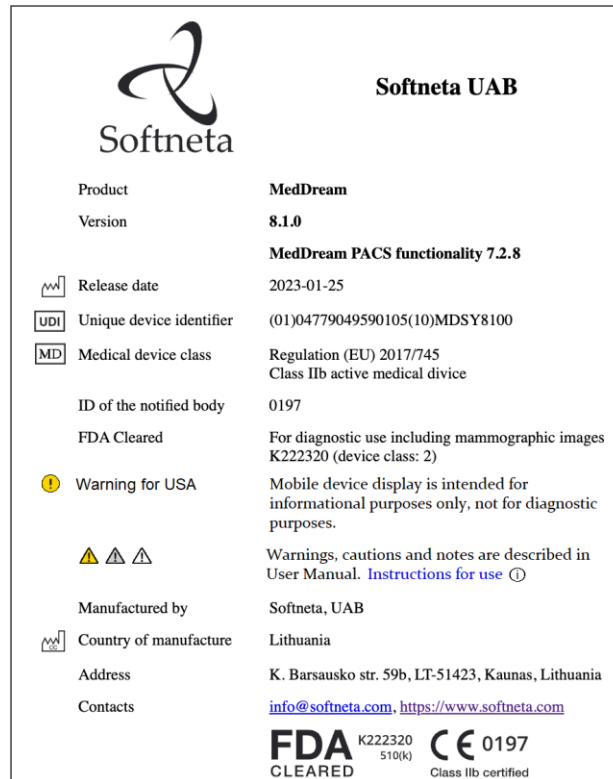 Softneta
Softneta UAB
Product MedDream
Version 8.1.0
MedDream PACS functionality 7.2.8
Release date 2023-01-25
UDI Unique device identifier (01)04779049590105(10)MDSY8100
MD Medical device class Regulation (EU) 2017/745
Class IIb active medical divice
ID of the notified body 0197
FDA Cleared For diagnostic use including mammographic images
K222320 (device class: 2)
Warning for USA Mobile device display is intended for
informational purposes only, not for diagnostic
purposes.
Warnings, cautions and notes are described in
User Manual. Instructions for use
Manufactured by Softneta, UAB
CC Country of manufacture Lithuania
Address K. Barsausko str. 59b, LT-51423, Kaunas, Lithuania
Contacts info@softneta.com, https://www.softneta.com
FDA K222320 CE 0197
510(k)
CLEARED Class IIb certified